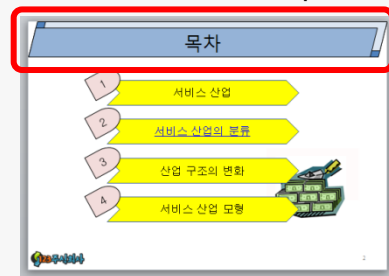 목차
1
서비스 산업
2
서비스 산업의 분류
3
산업 구조의 변화
4
서비스 산업 모형
2